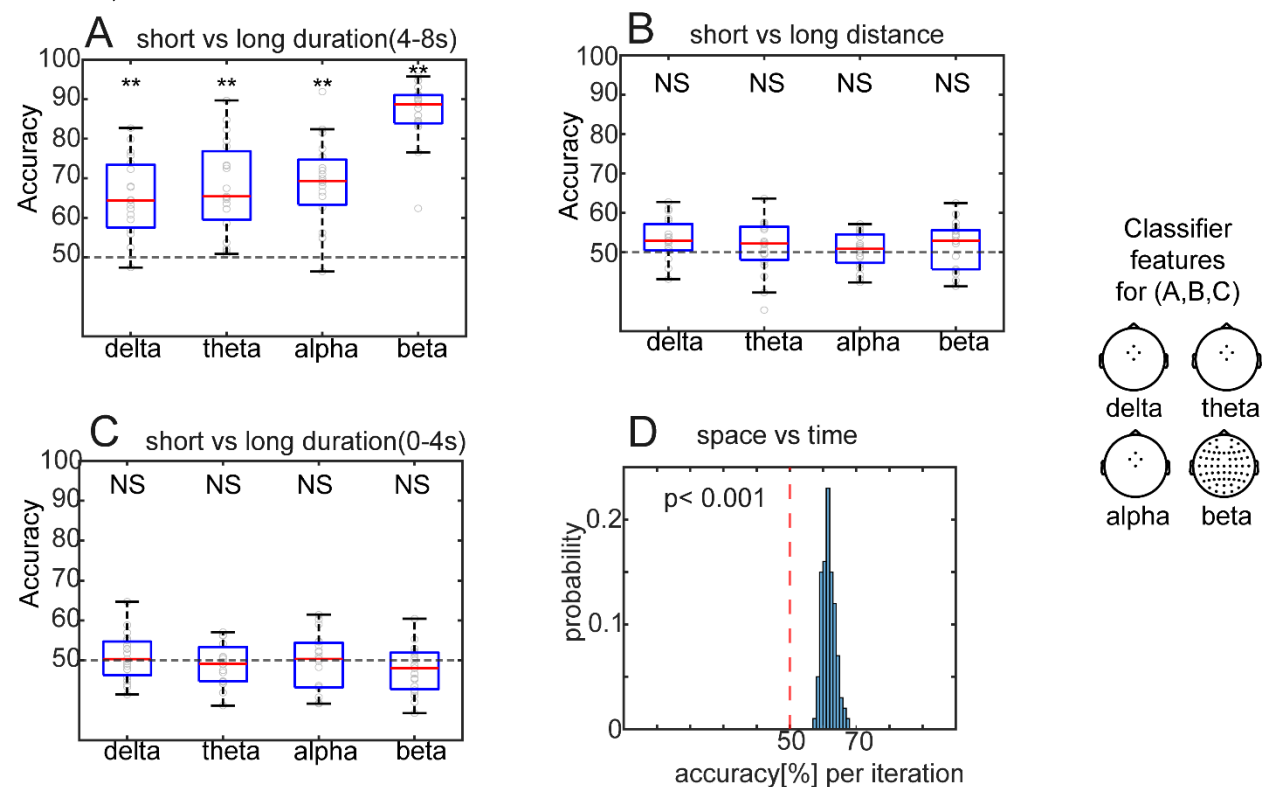 A short vs long duration(4-8s)
Accuracy
100
90
80
70
60
50
** ** ** **
delta theta alpha beta
B short vs long distance
Accuracy
100
90
80
70
60
50
NS NS NS NS
delta theta alpha beta
C short vs long duration(0-4s)
Accuracy
100
90
80
70
60
50
NS NS NS NS
delta theta alpha beta
D space vs time
p< 0.001
probability
0.2
0.1
0
50 70
accuracy[%] per iteration
Classifier
features
for (A,B,C)
delta theta
alpha beta